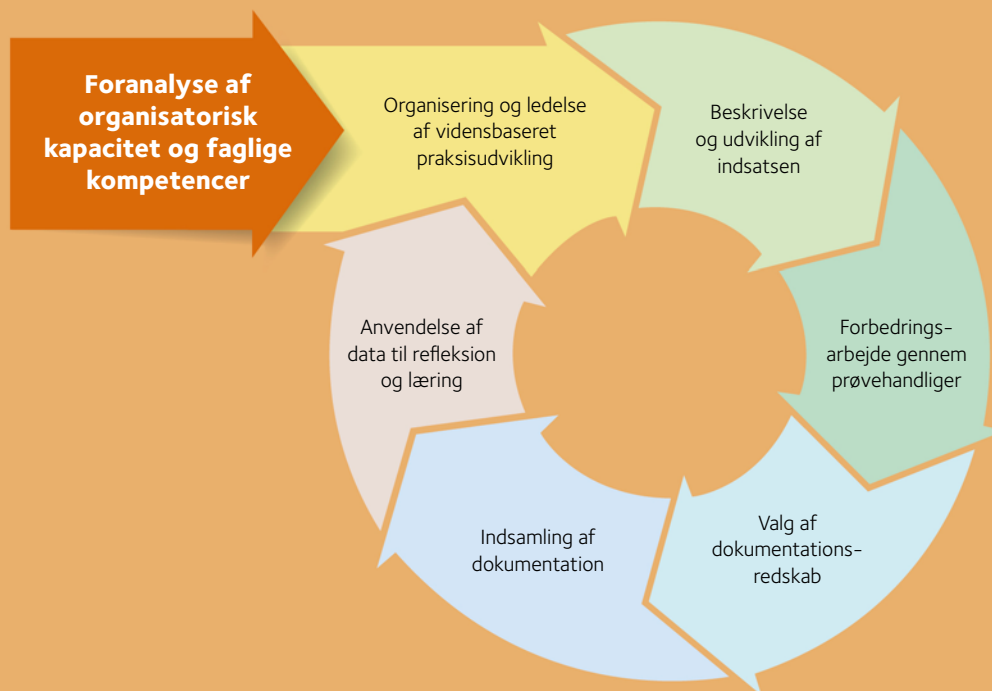 Foranalyse af
organisatorisk
kapacitet og faglige
kompetencer
Organisering og ledelse
af vidensbaseret
praksisudvikling
Beskrivelse
og udvikling af
indsatsen
Forbedrings-
arbejde gennem
prøvehandliger
Valg af
dokumentations-
redskab
Indsamling af
dokumentation
Anvendelse af
data til refleksion
og læring